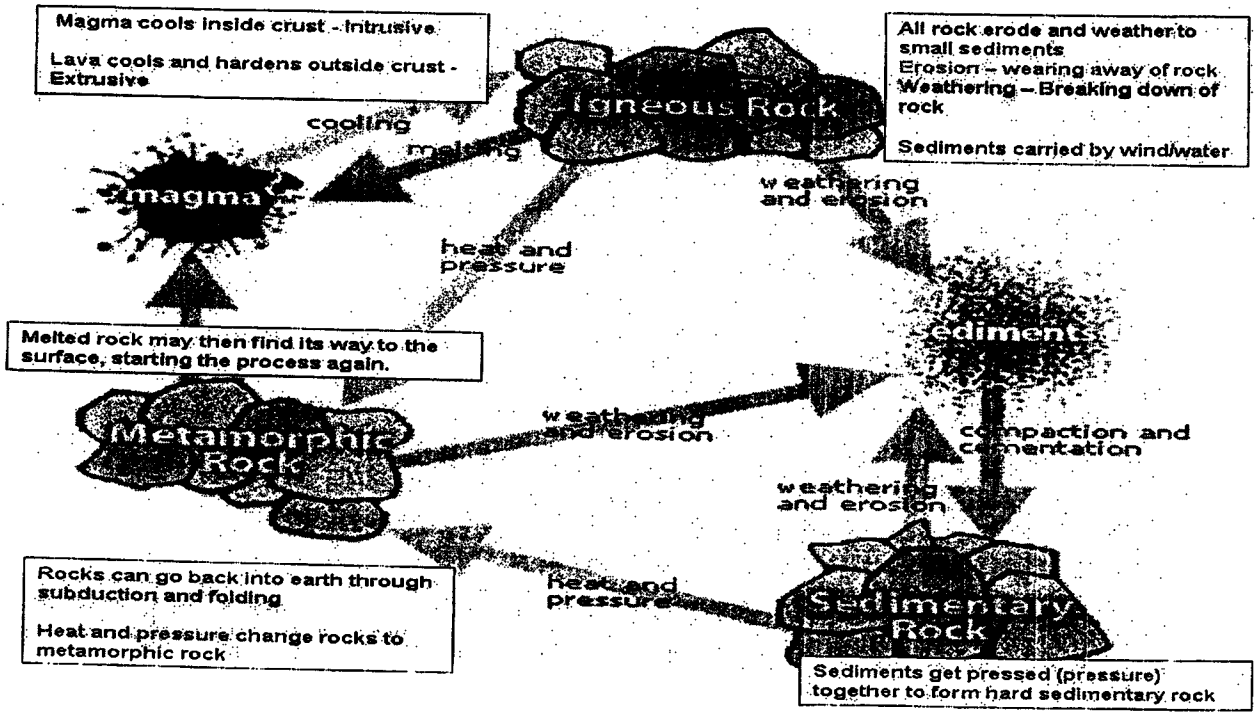 Magma cools inside crust - Intrusive
Lava cools and hardens outside crust -
Extrusive
All rock erode and weather to
small sediments
Erosion – wearing away of rock
Weathering – Breaking down of
rock
Sediments carried by wind/water
Igneous Rock
cooling
melting
magma
weathering
and erosion
heat and
pressure
Melted rock may then find its way to the
surface, starting the process again.
sediment
Metamorphic
Rock
weathering
and erosion
compaction and
cementation
weathering
and erosion
Rocks can go back into earth through
subduction and folding
Heat and pressure change rocks to
metamorphic rock
heat and
pressure
Sedimentary
Rock
Sediments get pressed (pressure)
together to form hard sedimentary rock